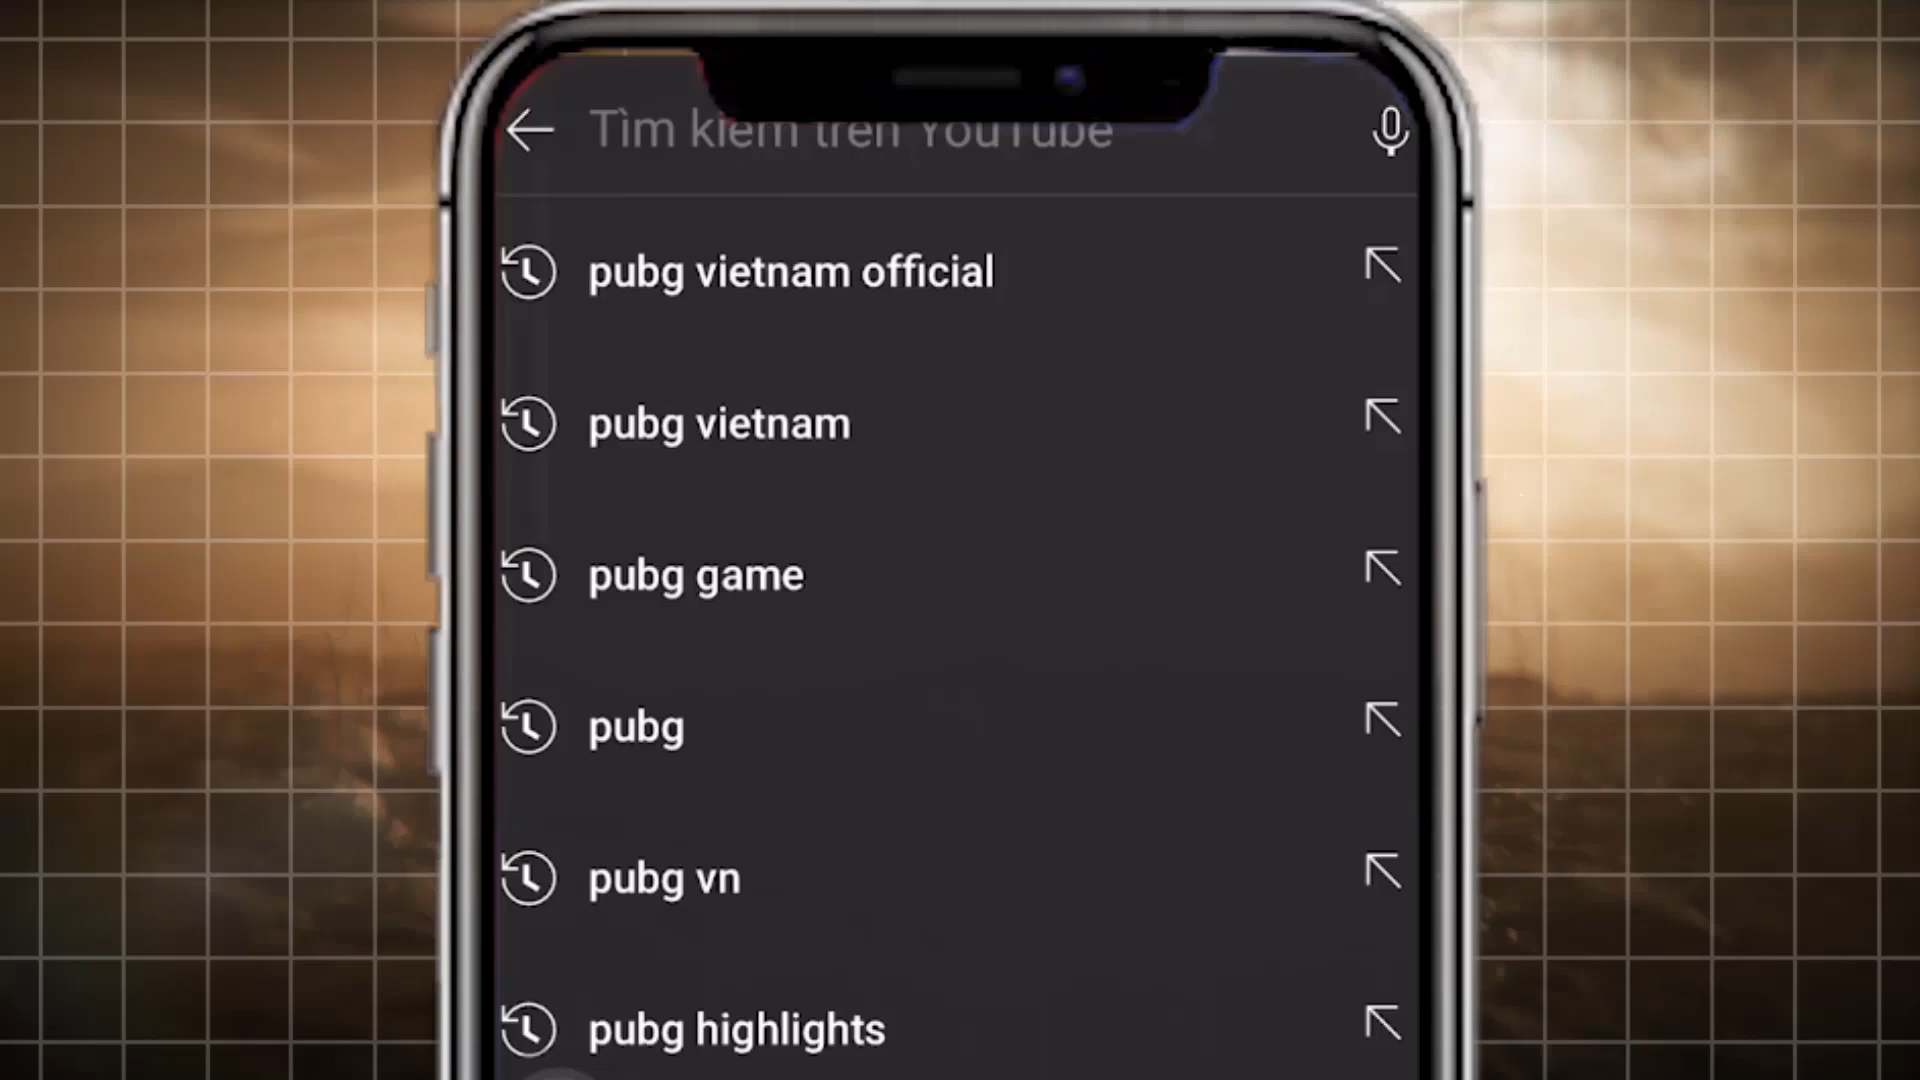 Tìm kiếm trên YouTube
pubg vietnam official
pubg vietnam
pubg game
pubg
pubg vn
pubg highlights